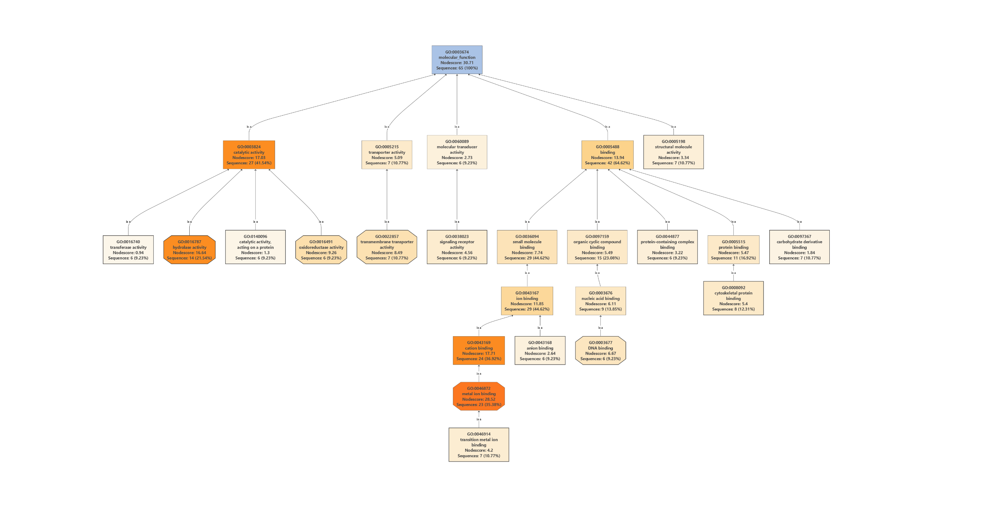 GO:0003674
molecular_function
Nodescore: 30.71
Sequences: 65 (100%)
is a
is a
is a
is a
is a
GO:0003824
catalytic activity
Nodescore: 17.03
Sequences: 27 (41.54%)
GO:0005215
transporter activity
Nodescore: 5.09
Sequences: 7 (10.77%)
GO:0060089
molecular transducer
activity
Nodescore: 2.73
Sequences: 6 (9.23%)
GO:0005488
binding
Nodescore: 13.94
Sequences: 42 (64.62%)
GO:0005198
structural molecule
activity
Nodescore: 3.34
Sequences: 7 (10.77%)
is a
is a
is a
is a
is a
is a
is a
is a
is a
is a
is a
GO:0016740
transferase activity
Nodescore: 0.94
Sequences: 6 (9.23%)
GO:0016787
hydrolase activity
Nodescore: 16.64
Sequences: 14 (21.54%)
GO:0140096
catalytic activity,
acting on a protein
Nodescore: 1.3
Sequences: 6 (9.23%)
GO:0016491
oxidoreductase activity
Nodescore: 9.26
Sequences: 6 (9.23%)
GO:0022857
transmembrane transporter
activity
Nodescore: 8.49
Sequences: 7 (10.77%)
GO:0038023
signaling receptor
activity
Nodescore: 4.56
Sequences: 6 (9.23%)
GO:0036094
small molecule
binding
Nodescore: 7.74
Sequences: 29 (44.62%)
GO:0097159
organic cyclic compound
binding
Nodescore: 5.49
Sequences: 15 (23.08%)
GO:0044877
protein-containing complex
binding
Nodescore: 3.22
Sequences: 6 (9.23%)
GO:0005515
protein binding
Nodescore: 5.47
Sequences: 11 (16.92%)
GO:0097367
carbohydrate derivative
binding
Nodescore: 1.84
Sequences: 7 (10.77%)
is a
is a
is a
GO:0043167
ion binding
Nodescore: 11.85
Sequences: 29 (44.62%)
GO:0003676
nucleic acid binding
Nodescore: 6.11
Sequences: 9 (13.85%)
GO:0008092
cytoskeletal protein
binding
Nodescore: 5.4
Sequences: 8 (12.31%)
is a
is a
is a
GO:0043169
cation binding
Nodescore: 17.71
Sequences: 24 (36.92%)
GO:0043168
anion binding
Nodescore: 2.64
Sequences: 6 (9.23%)
GO:0003677
DNA binding
Nodescore: 6.67
Sequences: 6 (9.23%)
is a
GO:0046872
metal ion binding
Nodescore: 28.52
Sequences: 23 (35.38%)
is a
GO:0046914
transition metal ion
binding
Nodescore: 4.2
Sequences: 7 (10.77%)